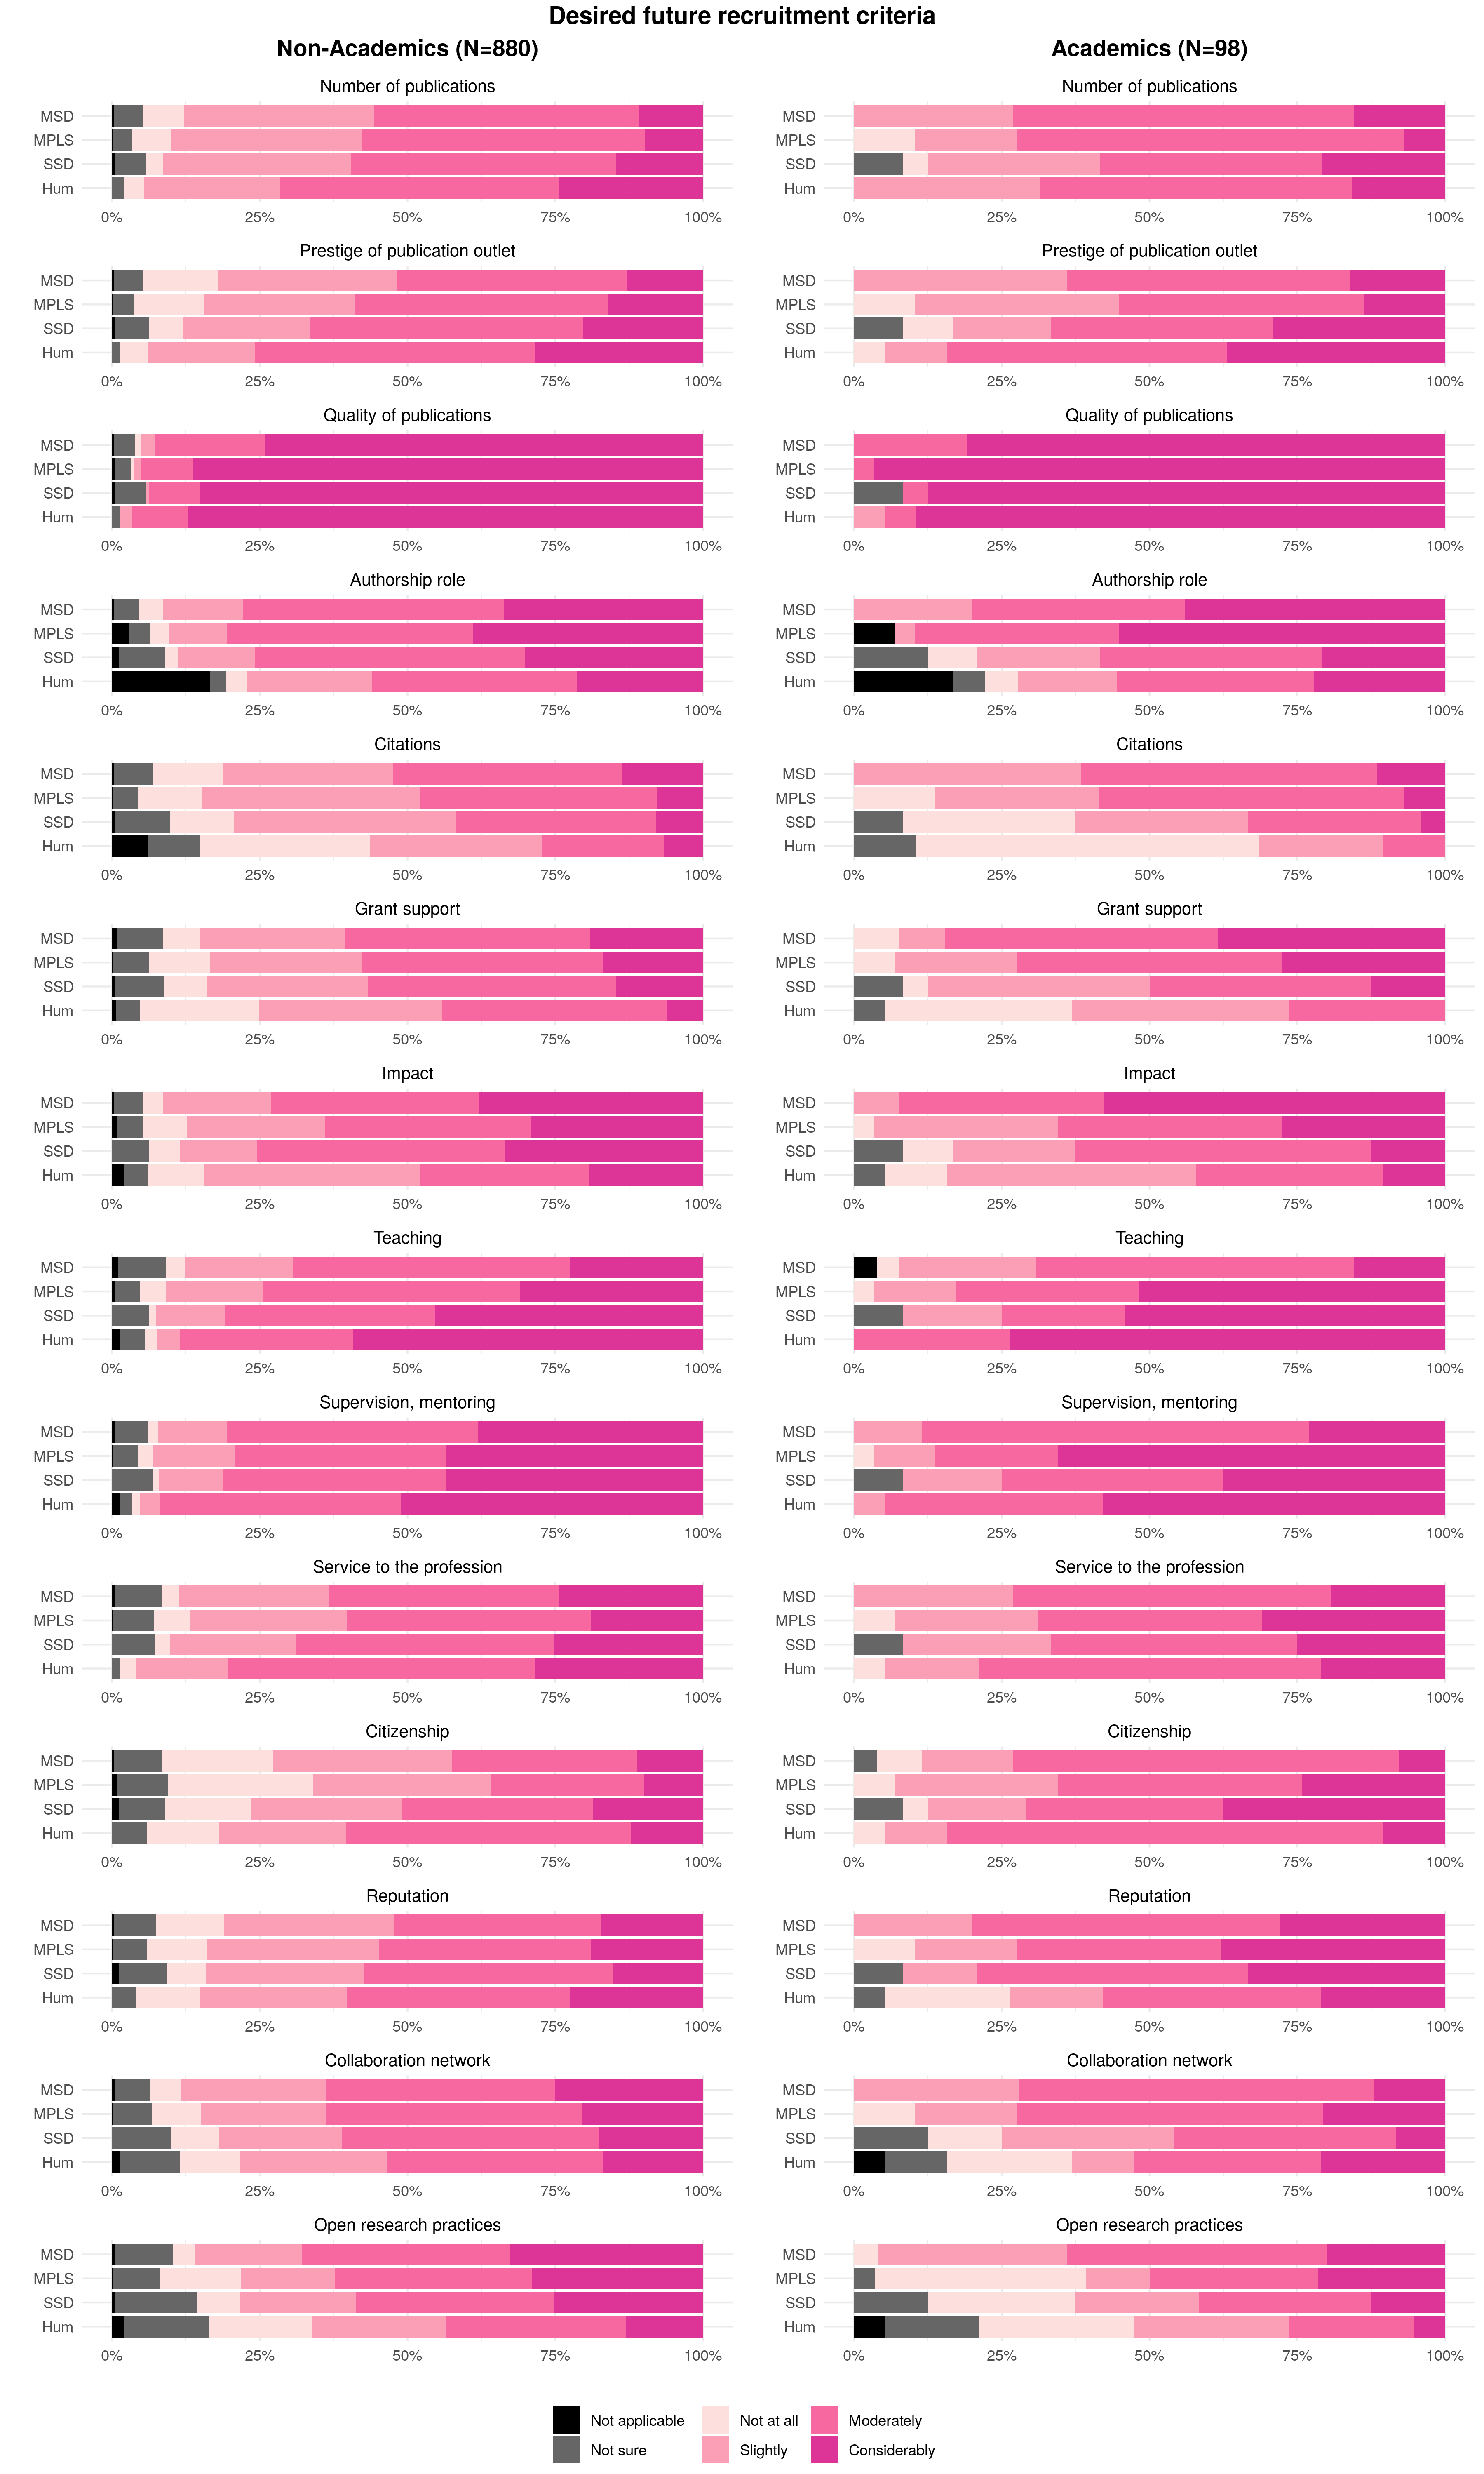 Desired future recruitment criteria
Non-Academics (N=880) Academics (N=98)
Number of publications Number of publications
MSD MSD
MPLS MPLS
SSD SSD
Hum Hum
0% 25% 50% 75% 100% 0% 25% 50% 75% 100%
Prestige of publication outlet Prestige of publication outlet
MSD MSD
MPLS MPLS
SSD SSD
Hum Hum
0% 25% 50% 75% 100% 0% 25% 50% 75% 100%
Quality of publications Quality of publications
MSD MSD
MPLS MPLS
SSD SSD
Hum Hum
0% 25% 50% 75% 100% 0% 25% 50% 75% 100%
Authorship role Authorship role
MSD MSD
MPLS MPLS
SSD SSD
Hum Hum
0% 25% 50% 75% 100% 0% 25% 50% 75% 100%
Citations Citations
MSD MSD
MPLS MPLS
SSD SSD
Hum Hum
0% 25% 50% 75% 100% 0% 25% 50% 75% 100%
Grant support Grant support
MSD MSD
MPLS MPLS
SSD SSD
Hum Hum
0% 25% 50% 75% 100% 0% 25% 50% 75% 100%
Impact Impact
MSD MSD
MPLS MPLS
SSD SSD
Hum Hum
0% 25% 50% 75% 100% 0% 25% 50% 75% 100%
Teaching Teaching
MSD MSD
MPLS MPLS
SSD SSD
Hum Hum
0% 25% 50% 75% 100% 0% 25% 50% 75% 100%
Supervision, mentoring Supervision, mentoring
MSD MSD
MPLS MPLS
SSD SSD
Hum Hum
0% 25% 50% 75% 100% 0% 25% 50% 75% 100%
Service to the profession Service to the profession
MSD MSD
MPLS MPLS
SSD SSD
Hum Hum
0% 25% 50% 75% 100% 0% 25% 50% 75% 100%
Citizenship Citizenship
MSD MSD
MPLS MPLS
SSD SSD
Hum Hum
0% 25% 50% 75% 100% 0% 25% 50% 75% 100%
Reputation Reputation
MSD MSD
MPLS MPLS
SSD SSD
Hum Hum
0% 25% 50% 75% 100% 0% 25% 50% 75% 100%
Collaboration network Collaboration network
MSD MSD
MPLS MPLS
SSD SSD
Hum Hum
0% 25% 50% 75% 100% 0% 25% 50% 75% 100%
Open research practices Open research practices
MSD MSD
MPLS MPLS
SSD SSD
Hum Hum
0% 25% 50% 75% 100% 0% 25% 50% 75% 100%
Not applicable Not at all Moderately
Not sure Slightly Considerably